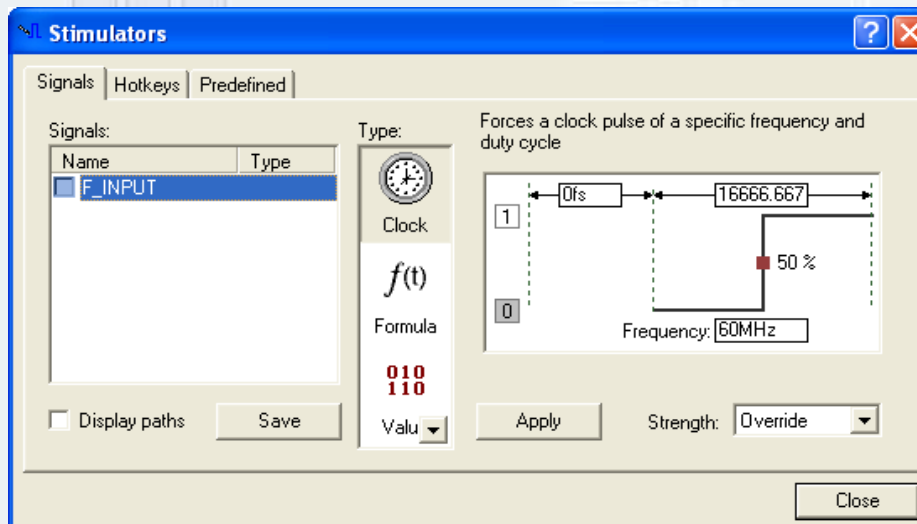 Stimulators
Signals Hotkeys Predefined
Signals:
Name Type
F_INPUT
Display paths
Save
Type:
Clock
f(t)
Formula
010
110
Valu
Forces a clock pulse of a specific frequency and
duty cycle
0fs 16666.667
1
50 %
0
Frequency: 60MHz
Apply
Strength: Override
Close